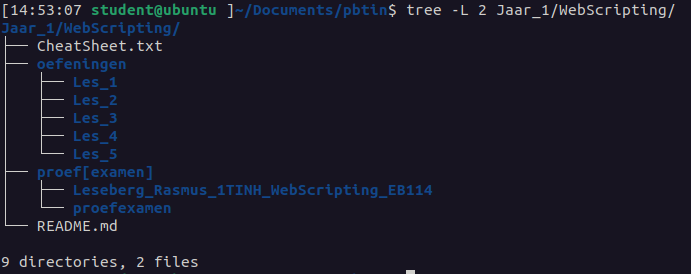 [14:53:07 student@ubuntu ]~/Documents/pbtin$ tree -L 2 Jaar_1/WebScripting/
Jaar_1/WebScripting/
├── CheatSheet.txt
├── oefeningen
│   ├── Les_1
│   ├── Les_2
│   ├── Les_3
│   ├── Les_4
│   └── Les_5
├── proef[examen]
│   ├── Leseberg_Rasmus_1TINH_WebScripting_EB114
│   └── proefexamen
└── README.md
9 directories, 2 files